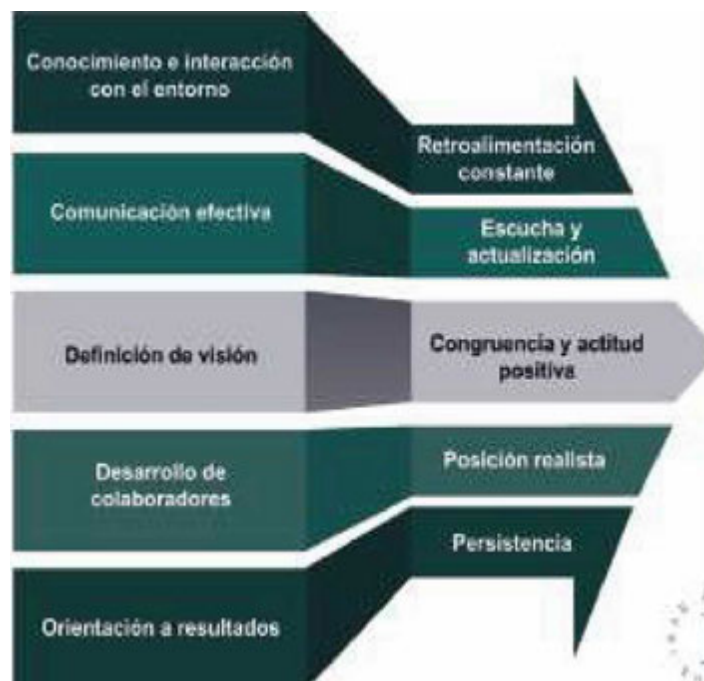 Conocimiento e interacción
con el entorno
Retroalimentación
constante
Comunicación efectiva
Escucha y
actualización
Definición de visión
Congruencia y actitud
positiva
Desarrollo de
colaboradores
Posición realista
Orientación a resultados
Persistencia